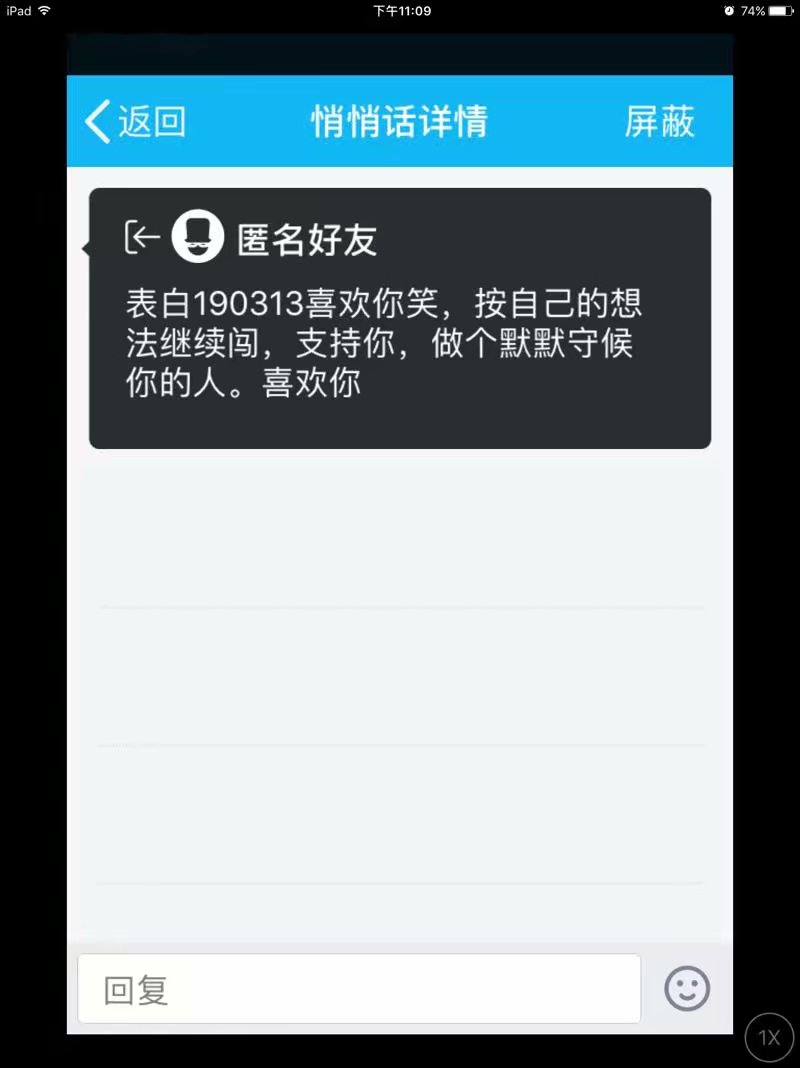 iPad 下午11:09 74%
返回 悄悄话详情 屏蔽
匿名好友
表白190313喜欢你笑，按自己的想
法继续闯，支持你，做个默默守候
你的人。喜欢你
回复
1X